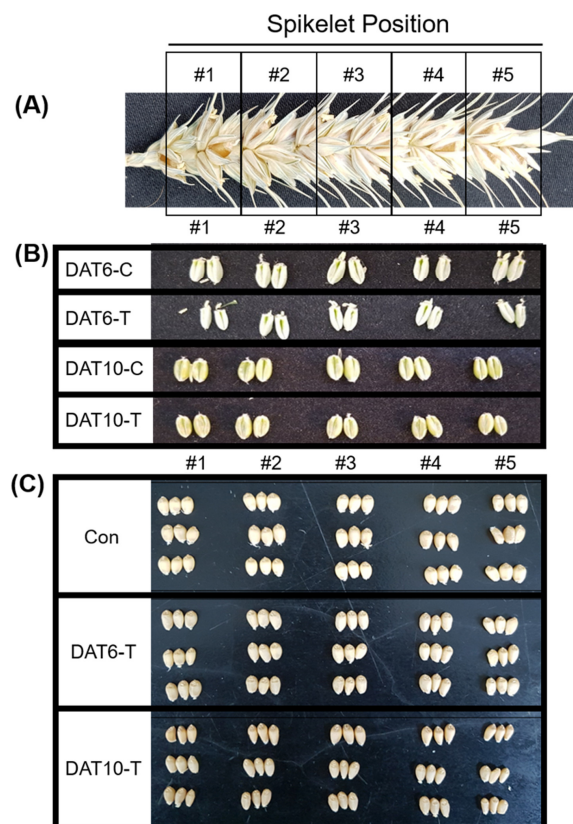 Spikelet Position
#1 #2 #3 #4 #5
(A)
#1 #2 #3 #4 #5
(B)
DAT6-C
DAT6-T
DAT10-C
DAT10-T
#1 #2 #3 #4 #5
(C)
Con
DAT6-T
DAT10-T